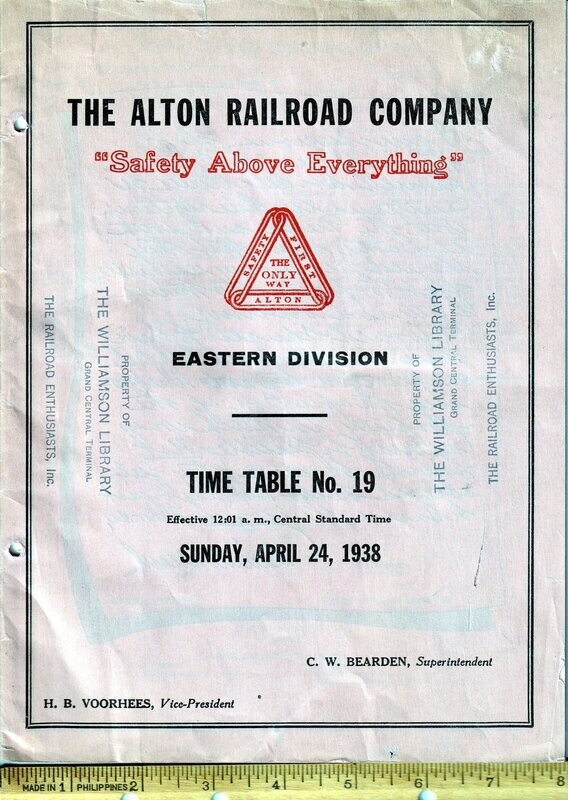 THE ALTON RAILROAD COMPANY
"Safety Above Everything"
SAFETY FIRST
THE
ONLY
WAY
ALTON
EASTERN DIVISION
THE RAILROAD ENTHUSIASTS, Inc.
THE WILLIAMSON LIBRARY
GRAND CENTRAL TERMINAL
PROPERTY OF
PROPERTY OF
THE WILLIAMSON LIBRARY
GRAND CENTRAL TERMINAL
THE RAILROAD ENTHUSIASTS, Inc.
TIME TABLE No. 19
Effective 12:01 a. m., Central Standard Time
SUNDAY, APRIL 24, 1938
C. W. BEARDEN, Superintendent
H. B. VOORHEES, Vice-President
MADE IN 1 PHILIPPINES 2 3 4 5 6 7 8